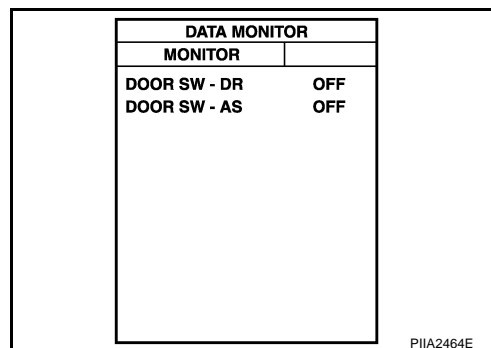 DATA MONITOR
MONITOR
DOOR SW - DR OFF
DOOR SW - AS OFF
PIIA2464E